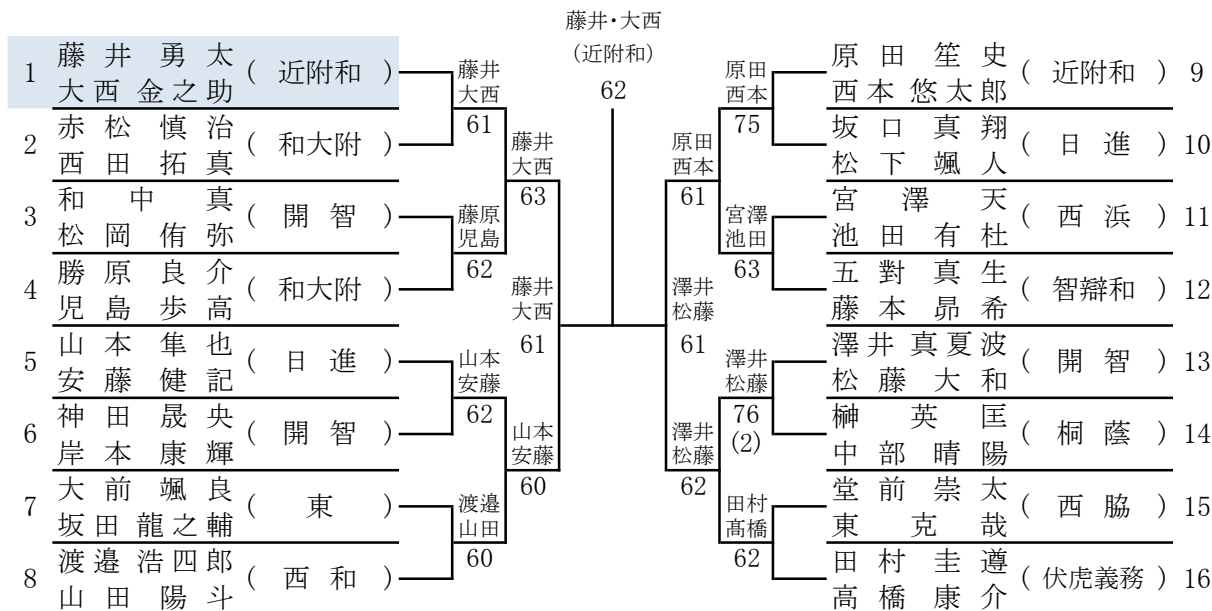 藤井・大西
(近附和)
62
1 藤井勇太 大西金之助 ( 近附和 )
2 赤松慎治 西田拓真 ( 和大附 )
3 和中真 松岡侑弥 ( 開智 )
4 勝原良介 児島歩高 ( 和大附 )
5 山本隼也 安藤健記 ( 日進 )
6 神田晟央 岸本康輝 ( 開智 )
7 大前颯良 坂田龍之輔 ( 東 )
8 渡邉浩四郎 山田陽斗 ( 西和 )
藤井
大西
61
藤原
児島
62
山本
安藤
62
渡邉
山田
60
藤井
大西
63
山本
安藤
60
藤井
大西
61
澤井
松藤
61
原田
西本
61
澤井
松藤
62
原田
西本
75
宮澤
池田
63
澤井
松藤
76
(2)
田村
髙橋
62
原田笙史 西本悠太郎 ( 近附和 ) 9
坂口真翔 松下颯人 ( 日進 ) 10
宮澤天 池田有杜 ( 西浜 ) 11
五對真生 藤本昴希 ( 智辯和 ) 12
澤井真夏波 松藤大和 ( 開智 ) 13
榊英匡 中部晴陽 ( 桐蔭 ) 14
堂前崇太 東克哉 ( 西脇 ) 15
田村圭遵 高橋康介 ( 伏虎義務 ) 16